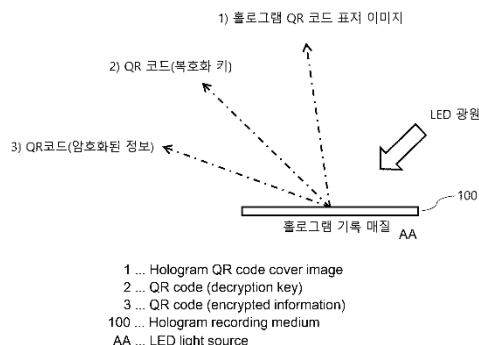 1) 홀로그램 QR 코드 표지 이미지
2) QR 코드(복호화 키)
LED 광원
3) QR코드(암호화된 정보)
100
홀로그램 기록 매질
AA
1 ... Hologram QR code cover image
2 ... QR code (decryption key)
3 ... QR code (encrypted information)
100 ... Hologram recording medium
AA ... LED light source